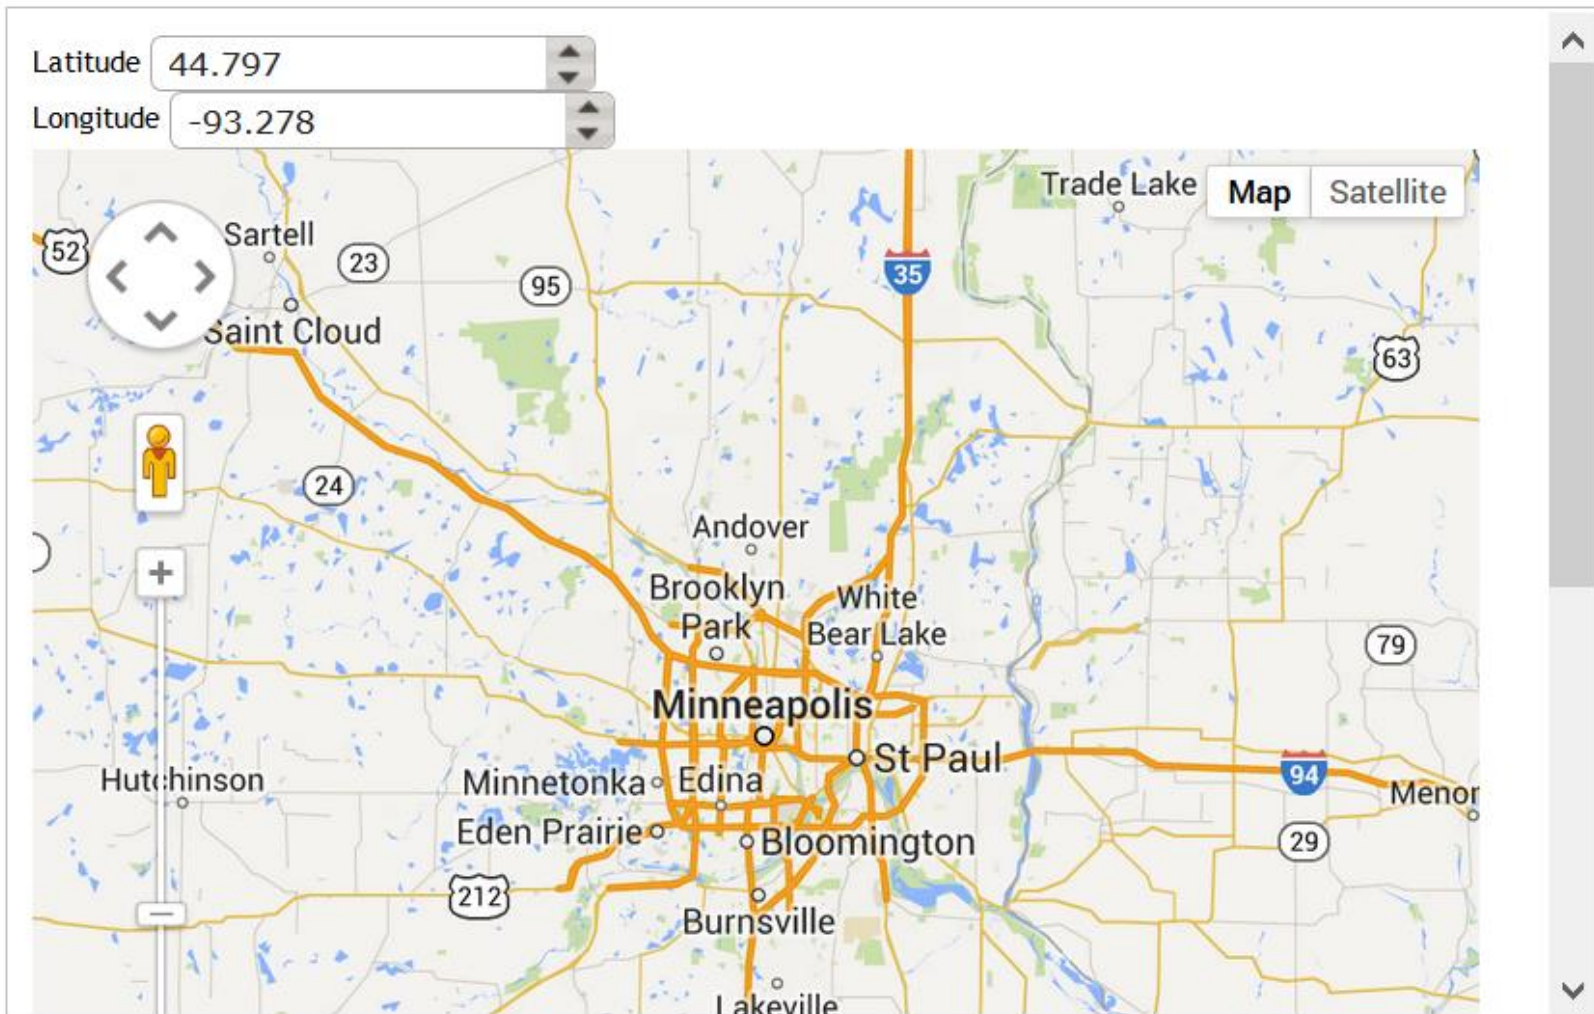 Latitude 44.797
Longitude -93.278
Trade Lake
Map Satellite
52
Sartell
23
95
35
Saint Cloud
63
24
Andover
Brooklyn
Park
White
Bear Lake
79
Minneapolis
St Paul
Hutchinson
Minnetonka
Edina
94
Menor
Eden Prairie
Bloomington
29
212
Burnsville
Lakeville